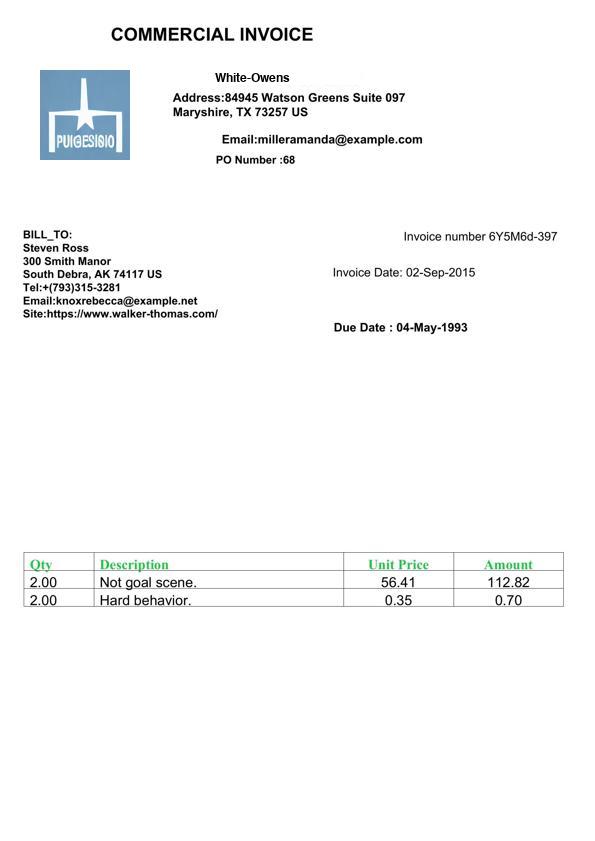 COMMERCIAL INVOICE
White-Owens
PUIGESIBIO
Address:84945 Watson Greens Suite 097
Maryshire, TX 73257 US
Email:milleramanda@example.com
PO Number :68
BILL_TO:
Steven Ross
300 Smith Manor
South Debra, AK 74117 US
Tel:+(793)315-3281
Email:knoxrebecca@example.net
Site:https://www.walker-thomas.com/
Invoice number 6Y5M6d-397
Invoice Date: 02-Sep-2015
Due Date : 04-May-1993
Qty Description Unit Price Amount
2.00 Not goal scene. 56.41 112.82
2.00 Hard behavior. 0.35 0.70